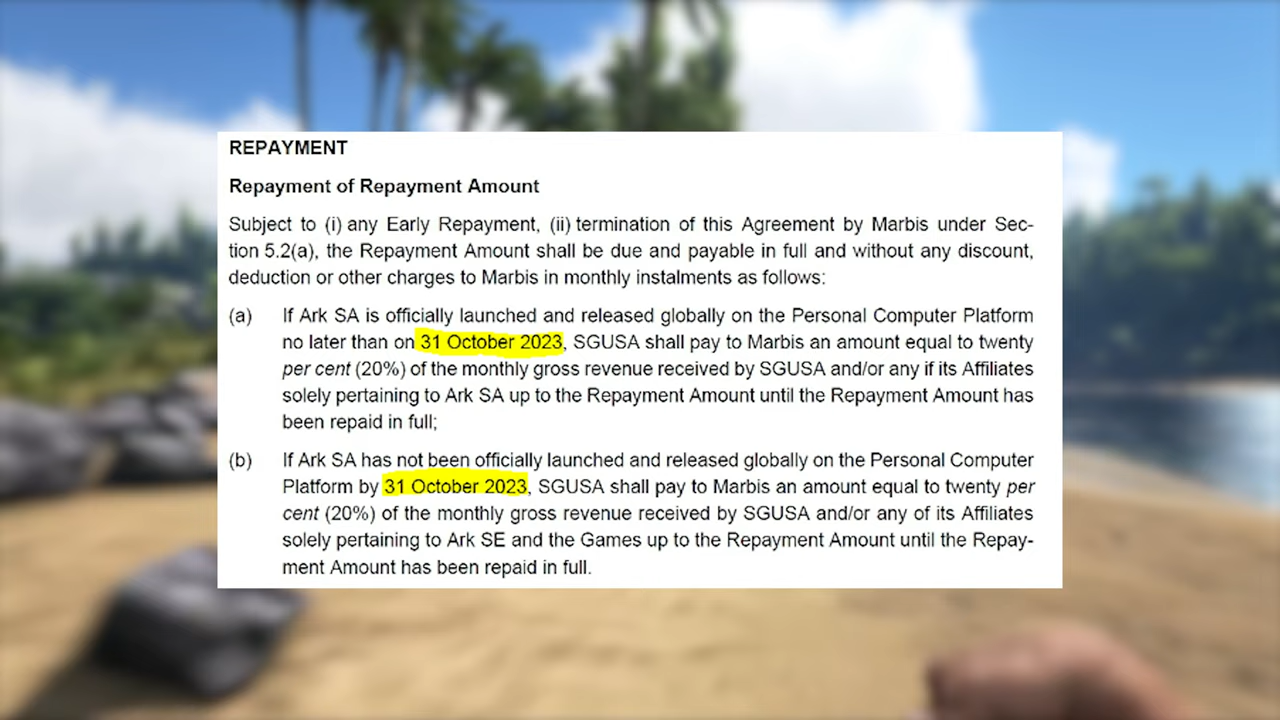 REPAYMENT
Repayment of Repayment Amount
Subject to (i) any Early Repayment, (ii) termination of this Agreement by Marbis under Sec-
tion 5.2(a), the Repayment Amount shall be due and payable in full and without any discount,
deduction or other charges to Marbis in monthly instalments as follows:
(a) If Ark SA is officially launched and released globally on the Personal Computer Platform
no later than on 31 October 2023, SGUSA shall pay to Marbis an amount equal to twenty
per cent (20%) of the monthly gross revenue received by SGUSA and/or any if its Affiliates
solely pertaining to Ark SA up to the Repayment Amount until the Repayment Amount has
been repaid in full;
(b) If Ark SA has not been officially launched and released globally on the Personal Computer
Platform by 31 October 2023, SGUSA shall pay to Marbis an amount equal to twenty per
cent (20%) of the monthly gross revenue received by SGUSA and/or any of its Affiliates
solely pertaining to Ark SE and the Games up to the Repayment Amount until the Repay-
ment Amount has been repaid in full.